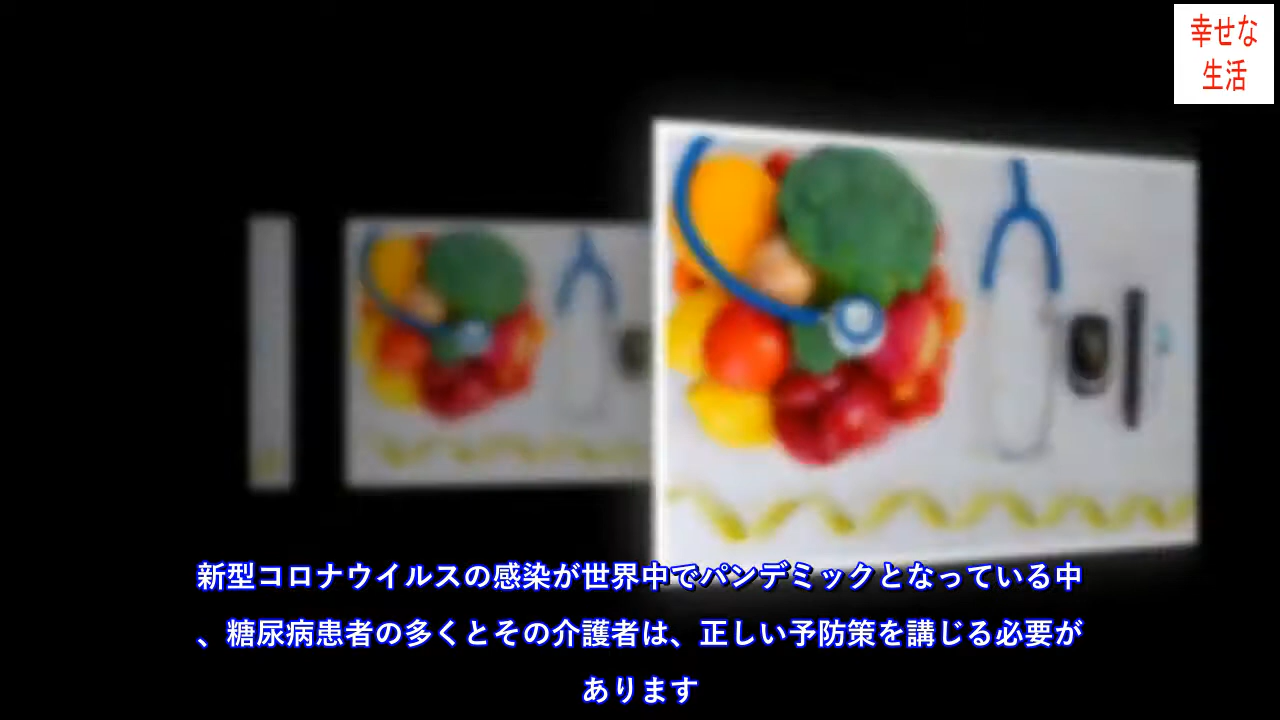 幸せな
生活
新型コロナウイルスの感染が世界中でパンデミックとなっている中
、糖尿病患者の多くとその介護者は、正しい予防策を講じる必要が
あります